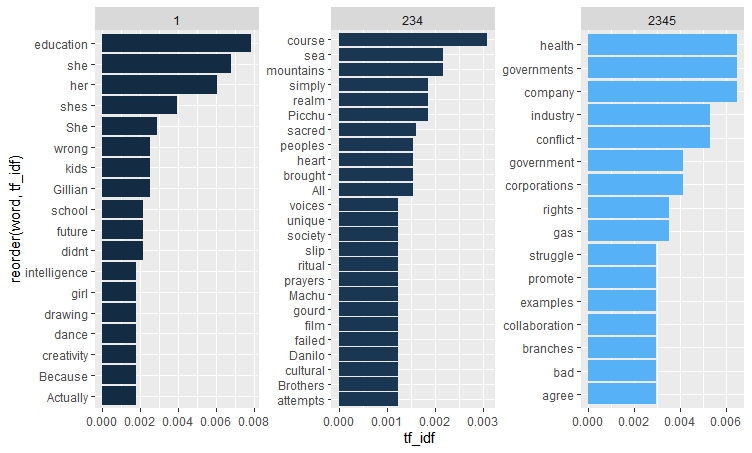 1
234
2345
education
she
her
shes
She
wrong
kids
Gillian
school
future
didnt
intelligence
girl
drawing
dance
creativity
Because
Actually
0.000
0.002
0.004
0.006
0.008
course
sea
mountains
simply
realm
Picchu
sacred
peoples
heart
brought
All
voices
unique
society
slip
ritual
prayers
Machu
gourd
film
failed
Danilo
cultural
Brothers
attempts
0.000
0.001
0.002
0.003
health
governments
company
industry
conflict
government
corporations
rights
gas
struggle
promote
examples
collaboration
branches
bad
agree
0.000
0.002
0.004
0.006
reorder(word, tf_idf)
tf_idf